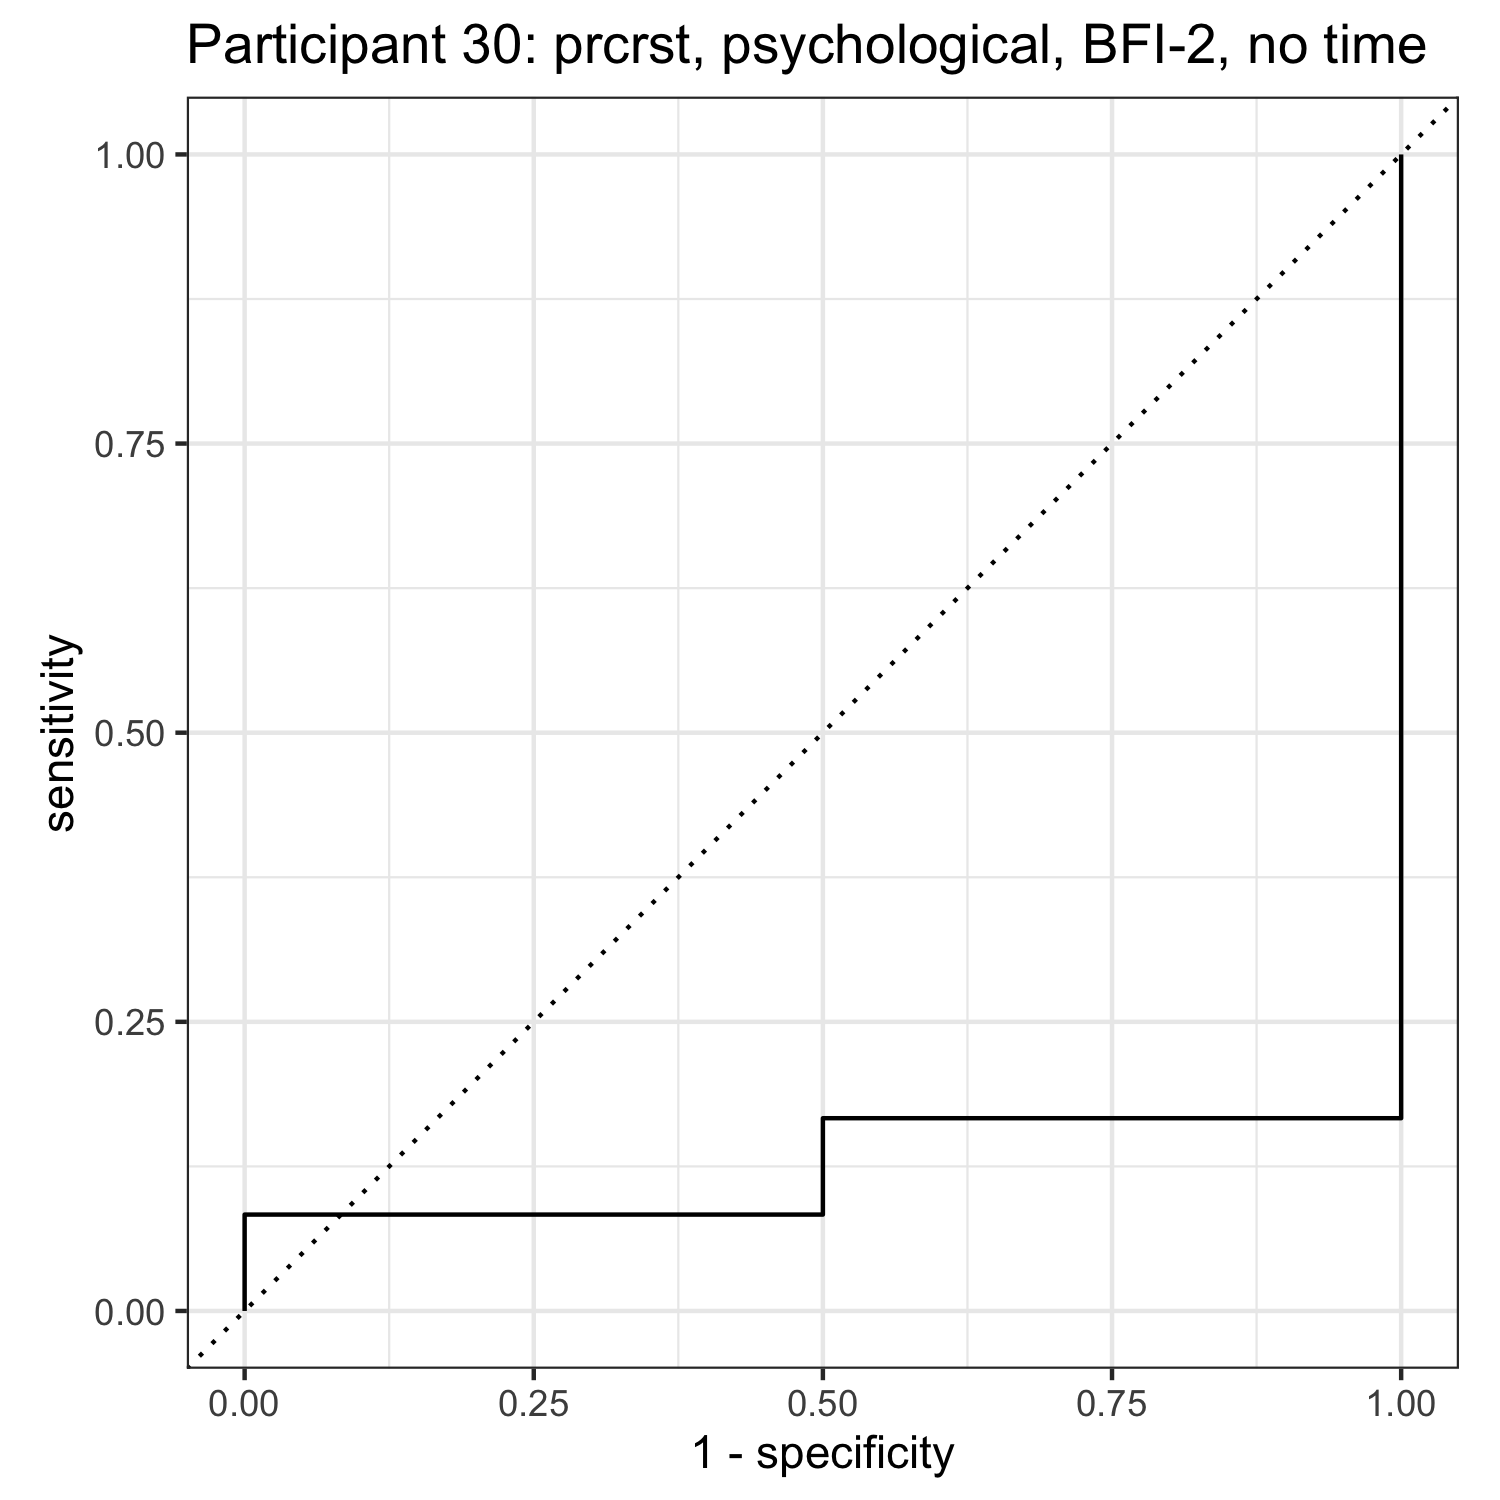 Participant 30: prcrst, psychological, BFI-2, no time
sensitivity
1.00
0.75
0.50
0.25
0.00
0.00 0.25 0.50 0.75 1.00
1 - specificity